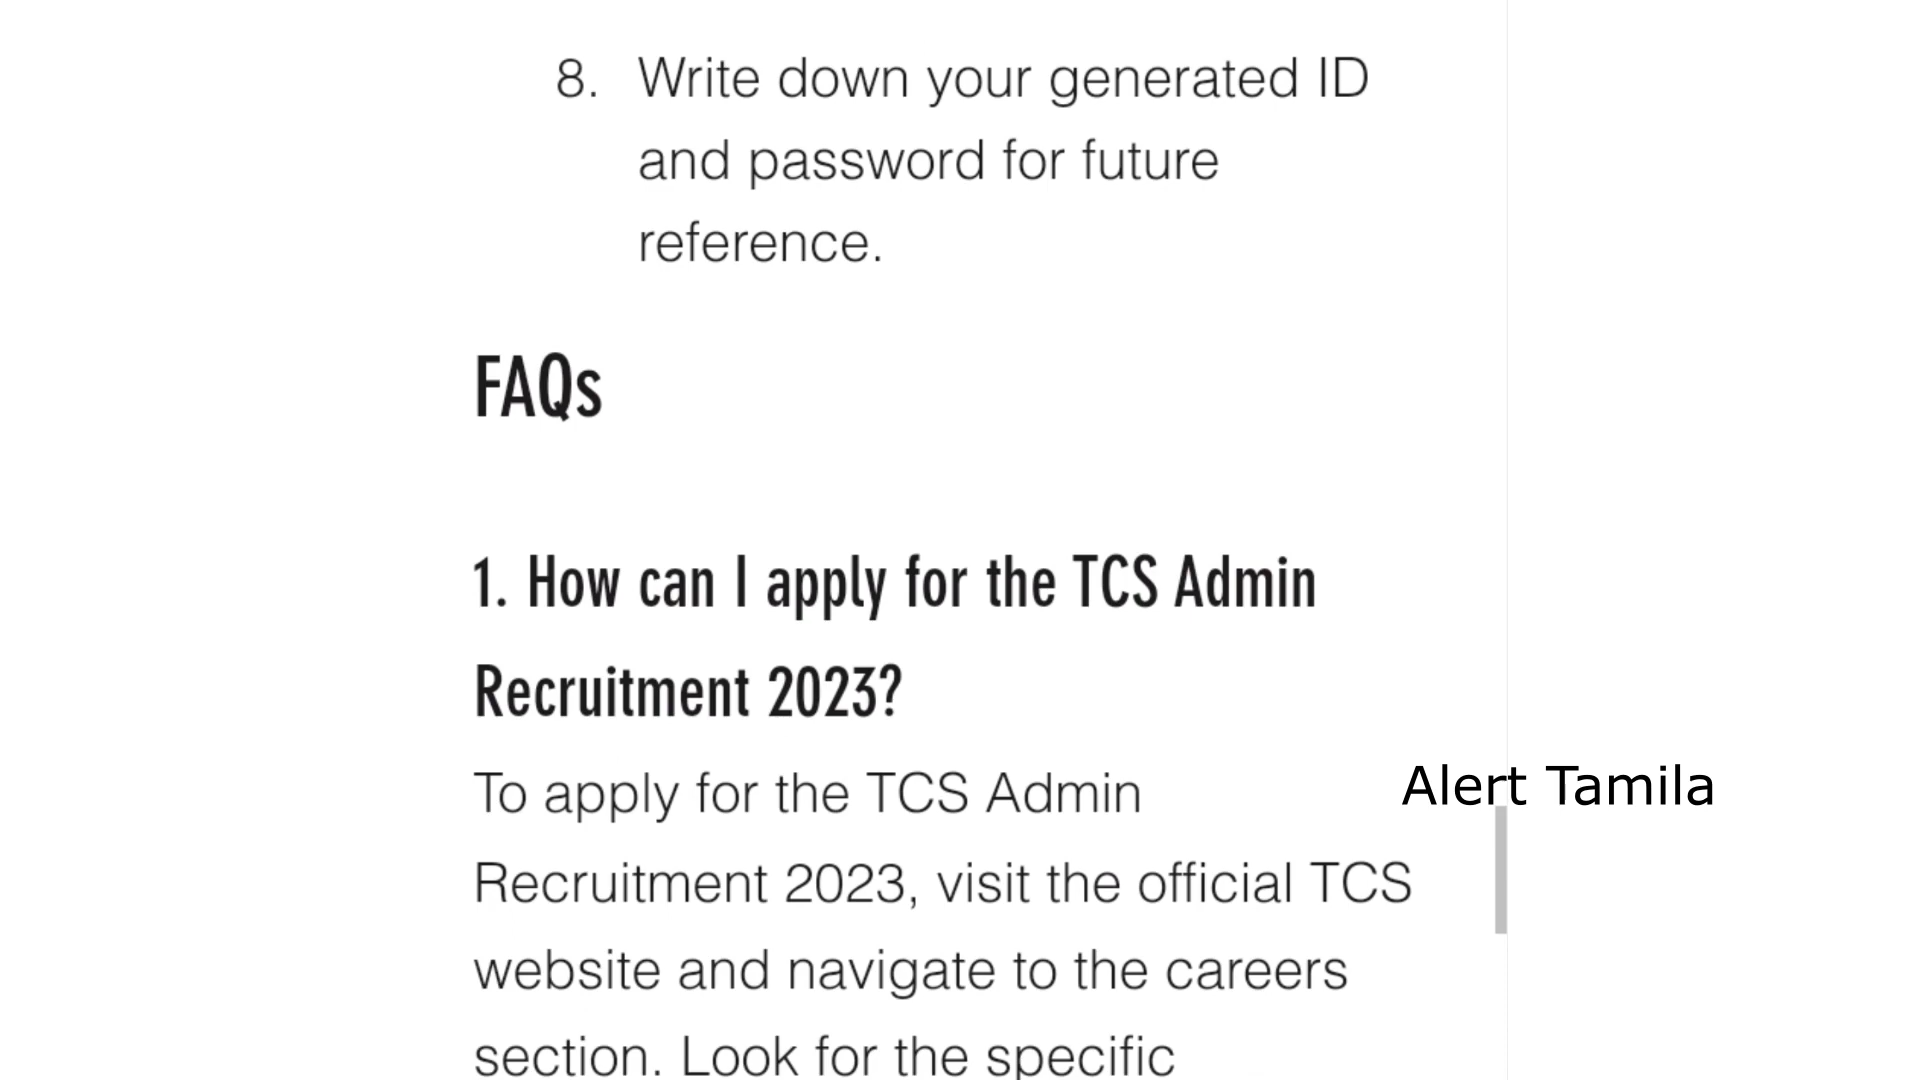 8. Write down your generated ID
and password for future
reference.
FAQs
1. How can I apply for the TCS Admin
Recruitment 2023?
To apply for the TCS Admin
Alert Tamila
Recruitment 2023, visit the official TCS
website and navigate to the careers
section. Look for the specific